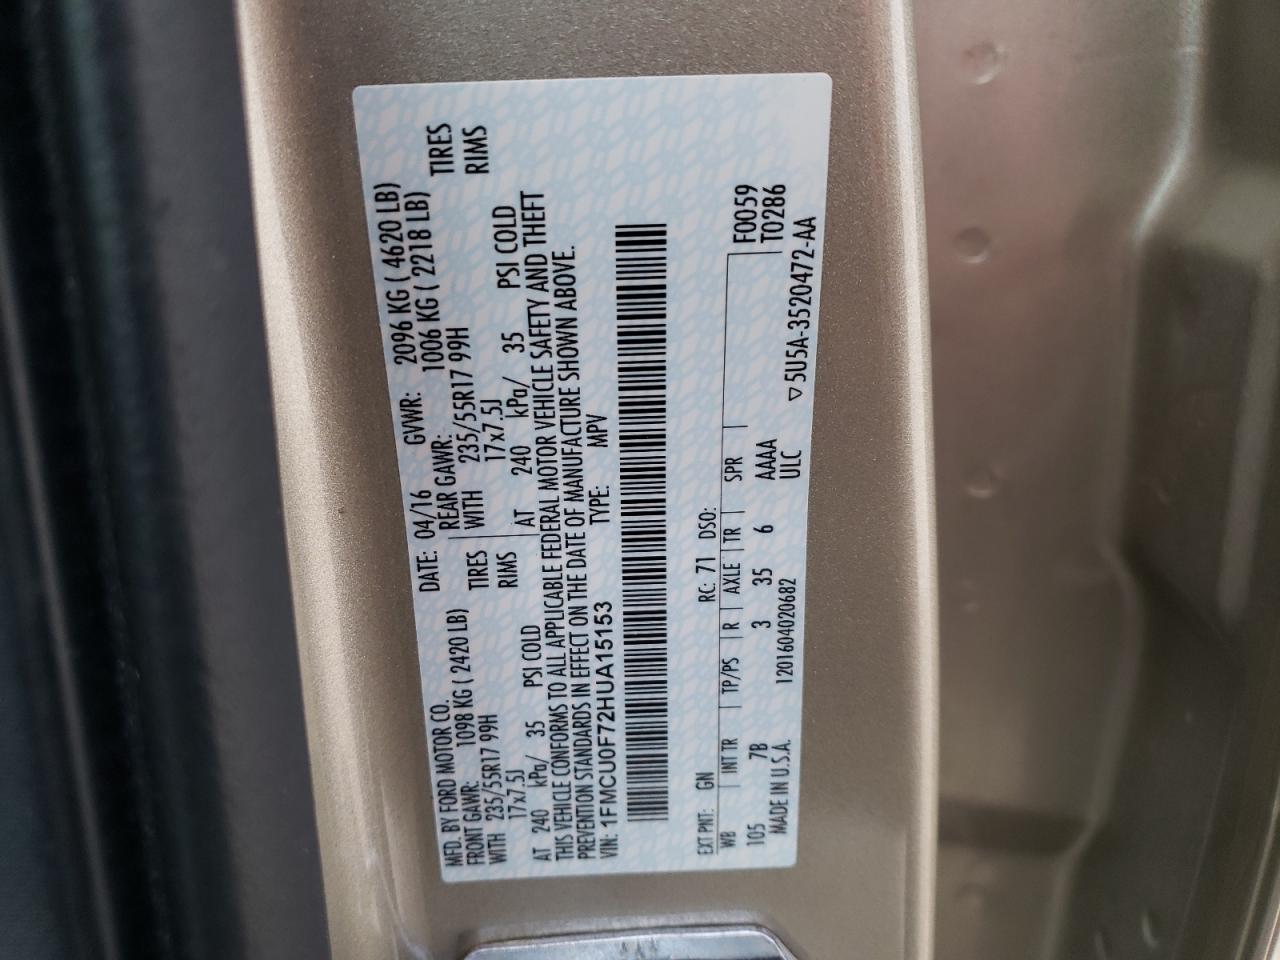 MFD. BY FORD MOTOR CO. DATE: 04/16 GVWR: 2096 KG ( 4620 LB)
FRONT GAWR: 1098 KG ( 2420 LB) REAR GAWR: 1006 KG ( 2218 LB)
WITH 235/55R17 99H TIRES WITH 235/55R17 99H TIRES
17x7.5J RIMS 17x7.5J RIMS
AT 240 kPa/ 35 PSI COLD AT 240 kPa/ 35 PSI COLD
THIS VEHICLE CONFORMS TO ALL APPLICABLE FEDERAL MOTOR VEHICLE SAFETY AND THEFT
PREVENTION STANDARDS IN EFFECT ON THE DATE OF MANUFACTURE SHOWN ABOVE.
VIN: 1FMCU0F72HUA15153 TYPE: MPV
EXT PNT: GN RC: 71 DSO:
WB INT TR TP/PS R AXLE TR SPR F0059
105 7B 3 35 6 AAAA T0286
MADE IN U.S.A. 1201604020682 ULC
▽5U5A-3520472-AA